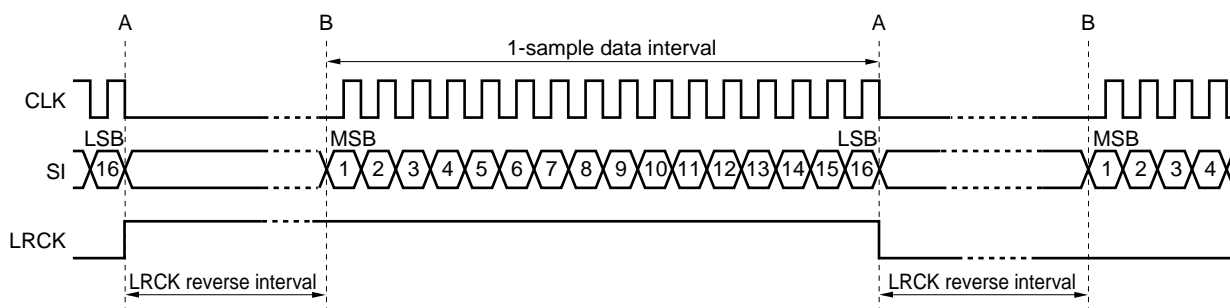 A B A B
1-sample data interval
CLK
LSB MSB LSB MSB
SI 16 1 2 3 4 5 6 7 8 9 10 11 12 13 14 15 16 1 2 3 4
LRCK
LRCK reverse interval LRCK reverse interval